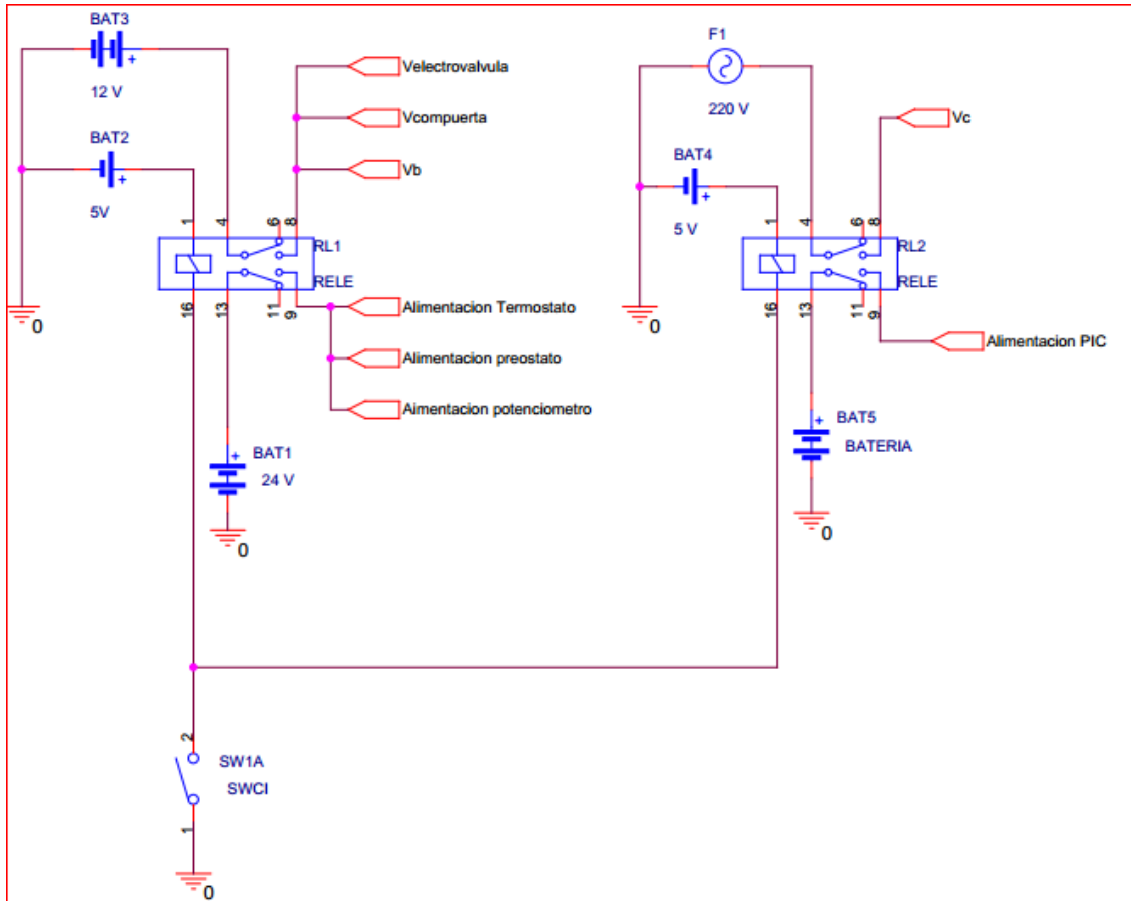 BAT3
12 V
BAT2
5V
1
4
6
8
RL1
RELE
16
13
11
9
Velectrovalvula
Vcompuerta
Vb
Alimentacion Termostato
Alimentacion preostato
Aimentacion potenciometro
0
BAT1
24 V
0
F1
220 V
BAT4
5 V
Vc
1
4
6
8
RL2
RELE
16
13
11
9
Alimentacion PIC
0
BAT5
BATERIA
0
2
SW1A
SWCI
1
0